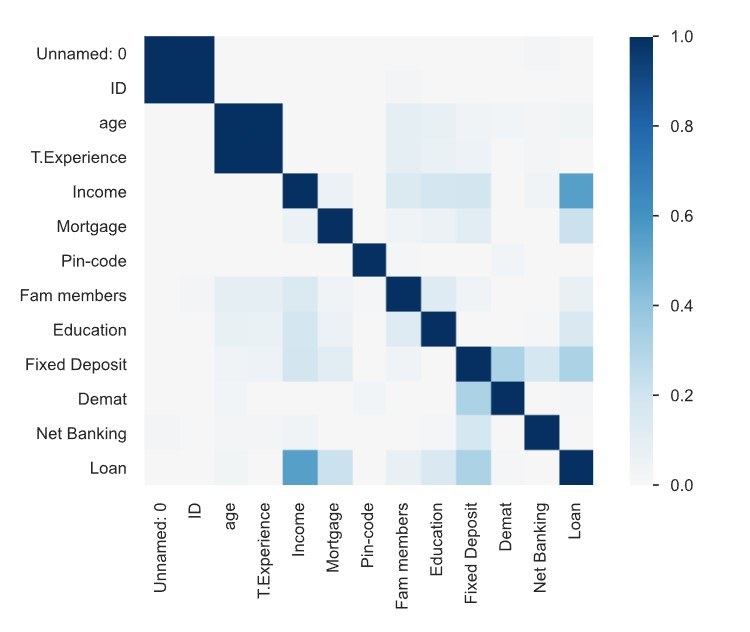 Unnamed: 0
ID
age
T.Experience
Income
Mortgage
Pin-code
Fam members
Education
Fixed Deposit
Demat
Net Banking
Loan
1.0
0.8
0.6
0.4
0.2
0.0
Unnamed: 0
ID
age
T.Experience
Income
Mortgage
Pin-code
Fam members
Education
Fixed Deposit
Demat
Net Banking
Loan